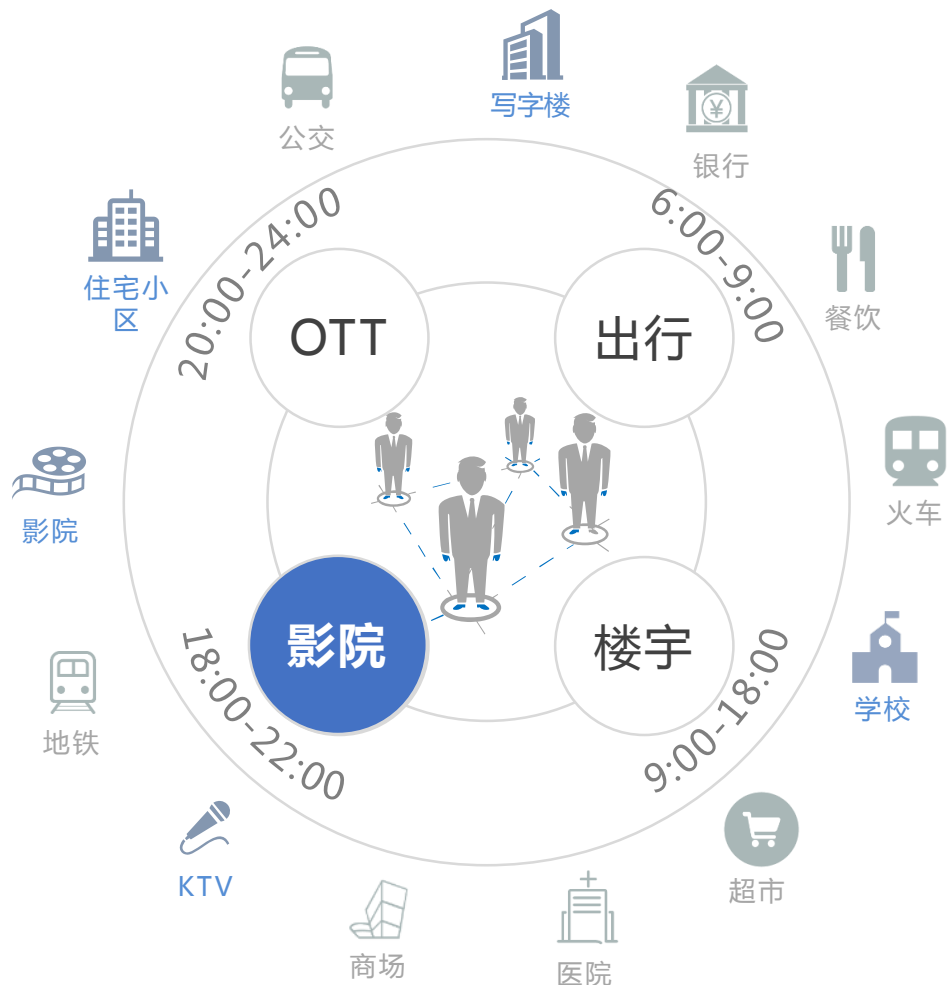 写字楼
公交
银行
住宅小
区
20:00-24:00
6:00-9:00
餐饮
OTT
出行
影院
火车
影院
楼宇
18:00-22:00
9:00-18:00
学校
地铁
KTV
超市
商场
医院